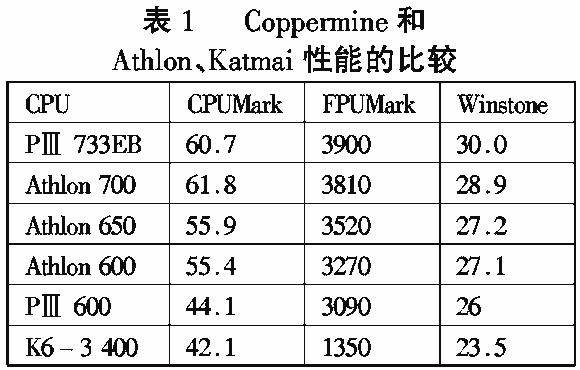 表 1 Coppermine 和
Athlon、Katmai 性能的比较
CPU CPUMark FPUMark Winstone
PⅢ 733EB 60.7 3900 30.0
Athlon 700 61.8 3810 28.9
Athlon 650 55.9 3520 27.2
Athlon 600 55.4 3270 27.1
PⅢ 600 44.1 3090 26
K6-3 400 42.1 1350 23.5